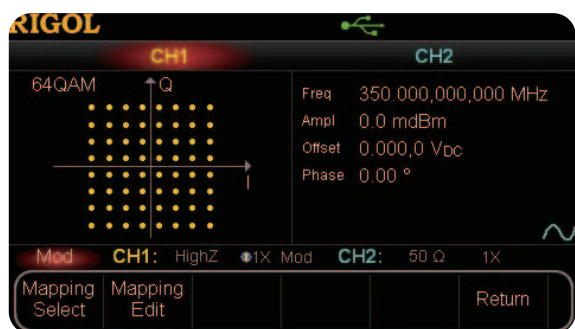 RIGOL
CH1 CH2
64QAM Q
Freq 350.000,000,000 MHz
Ampl 0.0 mdBm
Offset 0.000,0 VDC
I
Phase 0.00 °
Mod CH1: HighZ 1X Mod CH2: 50 Ω 1X
Mapping Select Mapping Edit Return